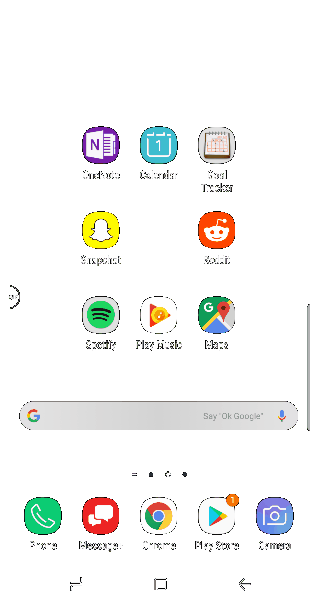 OneNote Calendar Goal Tracker
Snapchat Reddit
Spotify Play Music Maps
G Say "Ok Google"
1
Phone Messages Chrome Play Store Camera